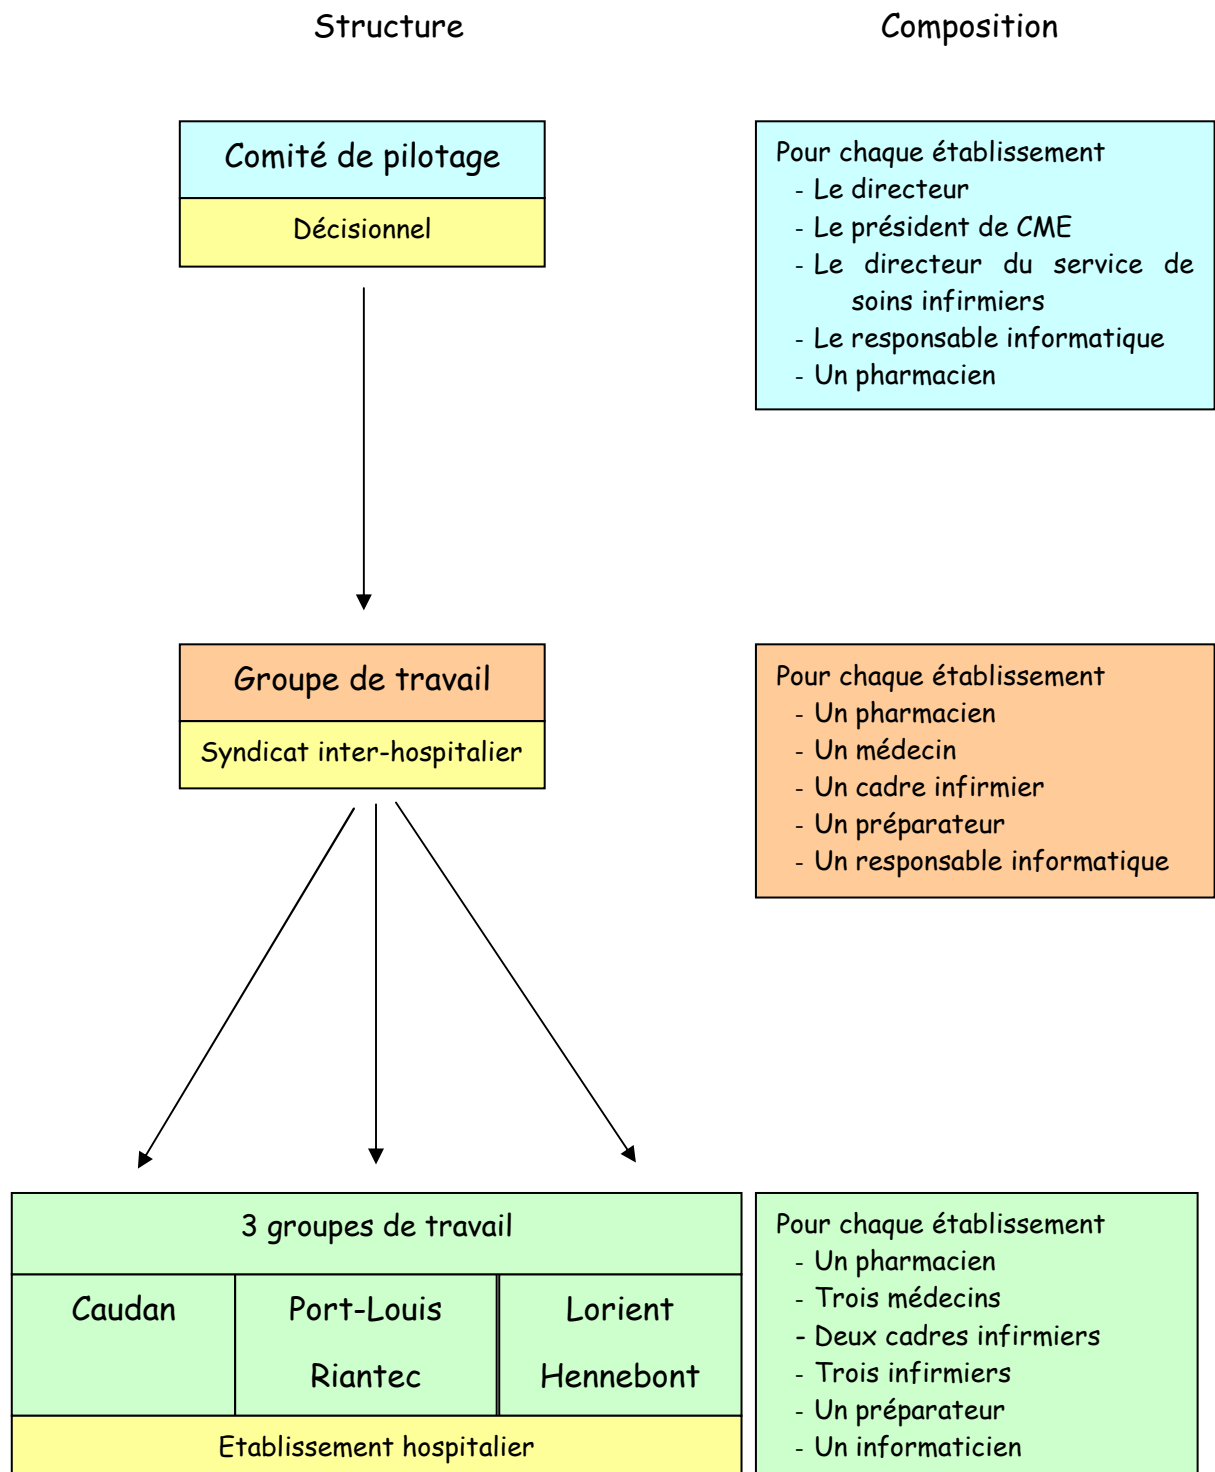 Structure
Composition
Comité de pilotage
Décisionnel
Pour chaque établissement
- Le directeur
- Le président de CME
- Le directeur du service de
soins infirmiers
- Le responsable informatique
- Un pharmacien
Groupe de travail
Syndicat inter-hospitalier
Pour chaque établissement
- Un pharmacien
- Un médecin
- Un cadre infirmier
- Un préparateur
- Un responsable informatique
3 groupes de travail
Caudan
Port-Louis
Riantec
Lorient
Hennebont
Etablissement hospitalier
Pour chaque établissement
- Un pharmacien
- Trois médecins
- Deux cadres infirmiers
- Trois infirmiers
- Un préparateur
- Un informaticien